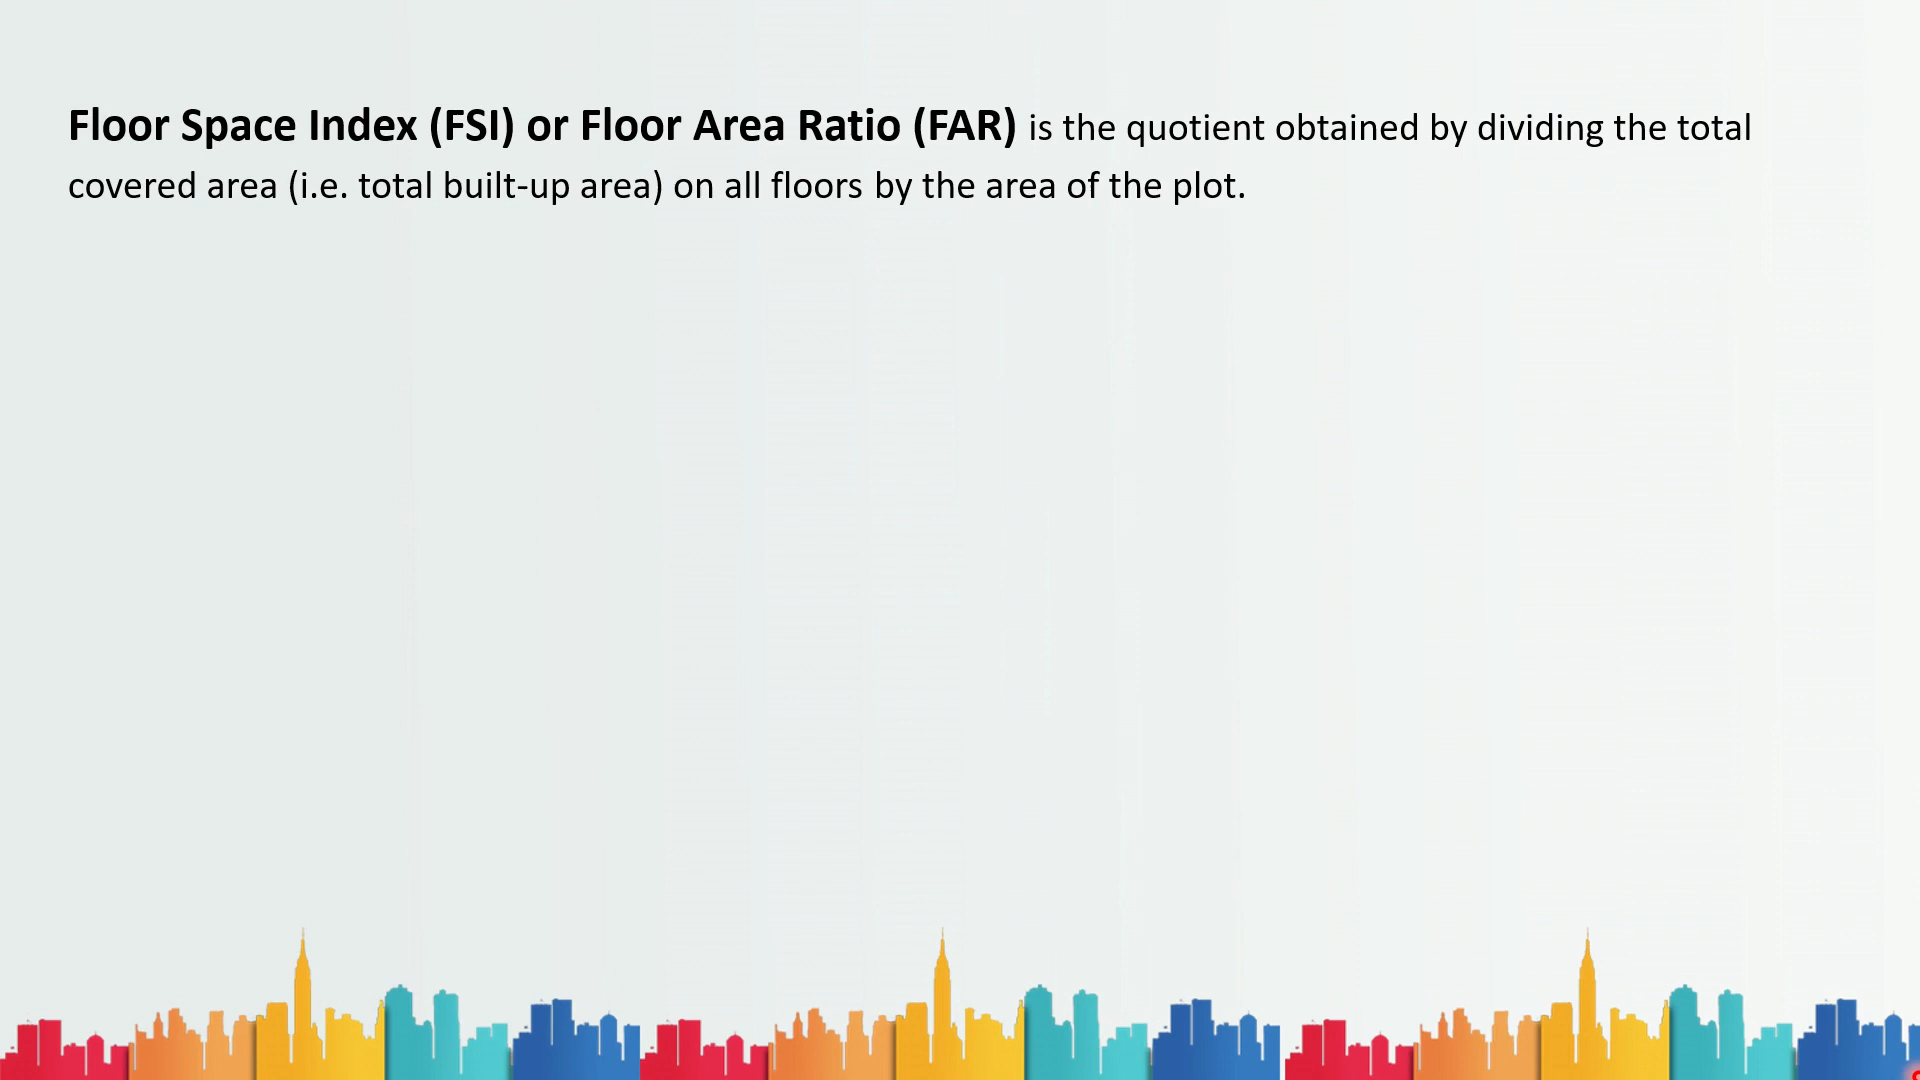 Floor Space Index (FSI) or Floor Area Ratio (FAR) is the quotient obtained by dividing the total
covered area (i.e. total built-up area) on all floors by the area of the plot.